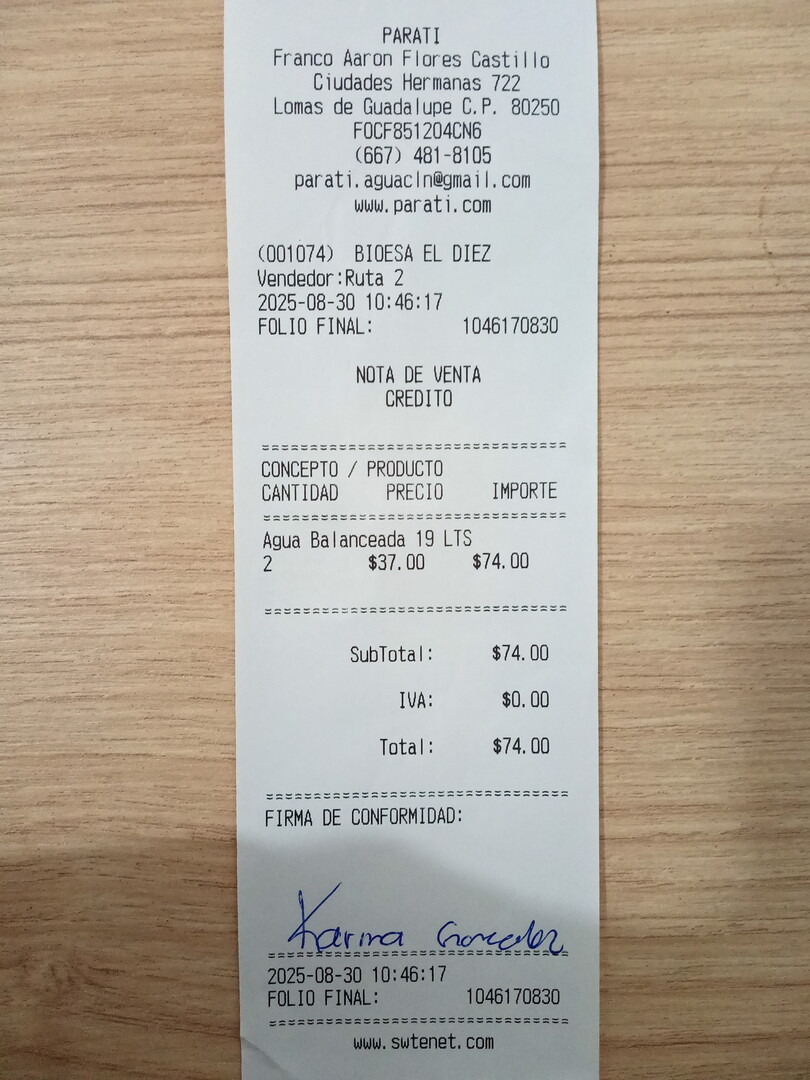 PARATI
Franco Aaron Flores Castillo
Ciudades Hermanas 722
Lomas de Guadalupe C.P. 80250
FOCF851204CN6
(667) 481-8105
parati.aguacln@gmail.com
www.parati.com
(001074) BIOESA EL DIEZ
Vendedor:Ruta 2
2025-08-30 10:46:17
FOLIO FINAL: 1046170830
NOTA DE VENTA
CREDITO
==============================
CONCEPTO / PRODUCTO
CANTIDAD PRECIO IMPORTE
==============================
Agua Balanceada 19 LTS
2 $37.00 $74.00
==============================
SubTotal: $74.00
IVA: $0.00
Total: $74.00
==============================
FIRMA DE CONFORMIDAD:
Karina Gonzalez
==============================
2025-08-30 10:46:17
FOLIO FINAL: 1046170830
==============================
www.swtenet.com